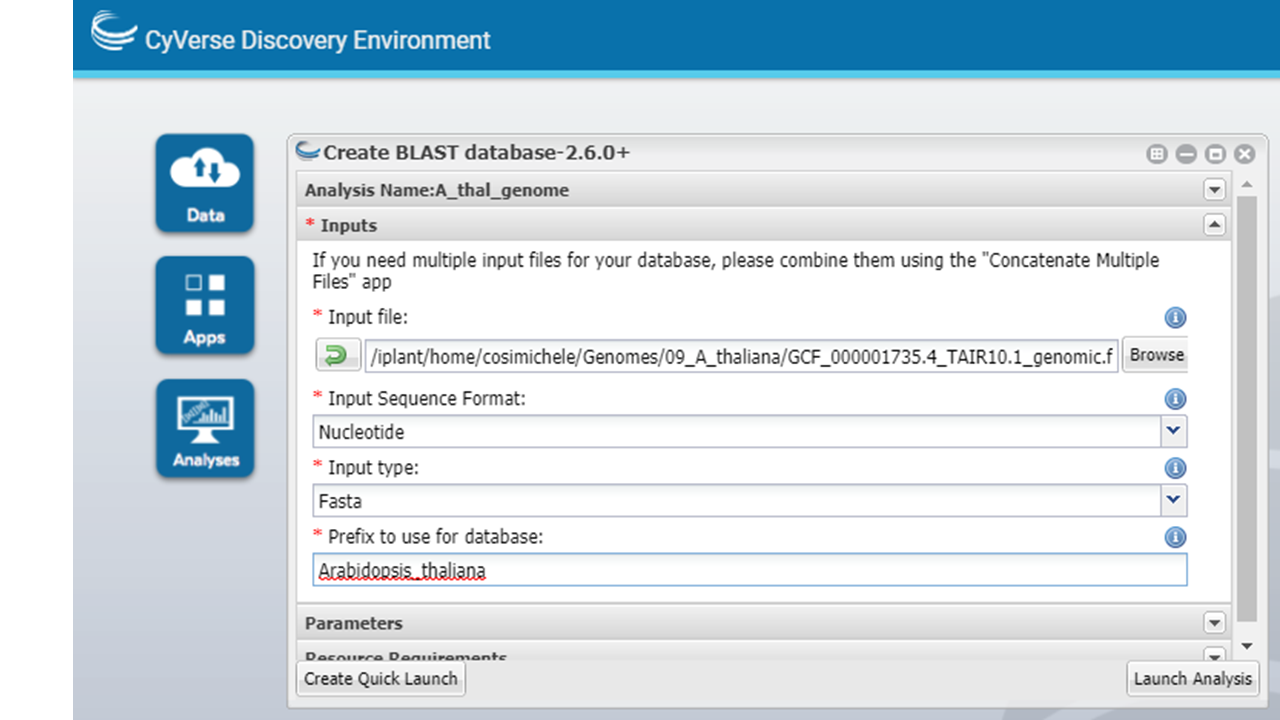 CyVerse Discovery Environment
Data
Apps
Analyses
Create BLAST database-2.6.0+
Analysis Name:A_thal_genome
* Inputs
If you need multiple input files for your database, please combine them using the "Concatenate Multiple
Files" app
* Input file:
/iplant/home/cosimichele/Genomes/09_A_thaliana/GCF_000001735.4_TAIR10.1_genomic.f
Browse
* Input Sequence Format:
Nucleotide
* Input type:
Fasta
* Prefix to use for database:
Arabidopsis_thaliana
Parameters
Resource Requirements
Create Quick Launch
Launch Analysis